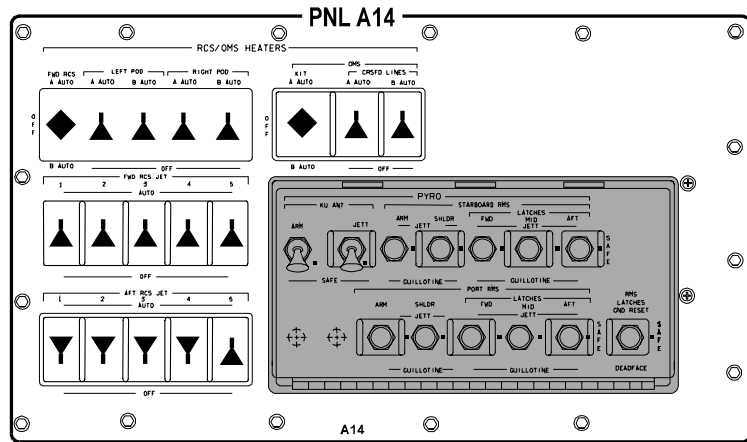 PNL A14
RCS/OMS HEATERS
FWD RCS LEFT POD RIGHT POD
A AUTO A AUTO B AUTO A AUTO B AUTO
OFF
B AUTO OFF
OMS
KIT CRSFD LINES
A AUTO A AUTO B AUTO
OFF
B AUTO OFF
FWD RCS JET
1 2 3 4 5
AUTO
OFF
AFT RCS JET
1 2 3 4 5
AUTO
OFF
PYRO
KU ANT STARBOARD RMS
ARM JETT ARM SHLDR LATCHES
FWD MID AFT
JETT JETT
SAFE
SAFE GUILLOTINE GUILLOTINE
PORT RMS
ARM SHLDR LATCHES
FWD MID AFT
JETT JETT
SAFE
GUILLOTINE GUILLOTINE
RMS
LATCHES
GND RESET
SAFE
DEADFACE
A14